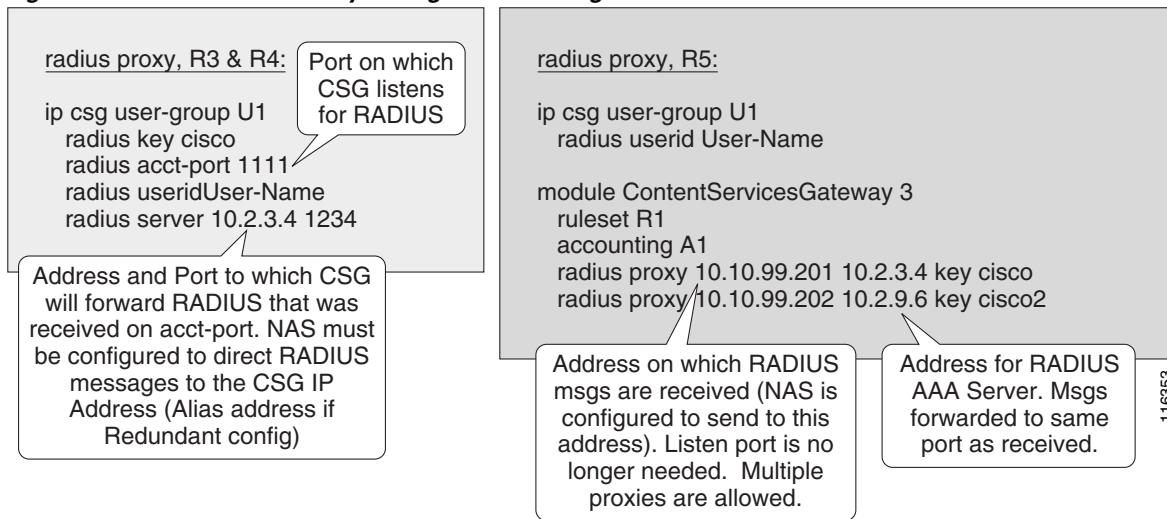 radius proxy, R3 & R4:
Port on which
CSG listens
for RADIUS
ip csg user-group U1
radius key cisco
radius acct-port 1111
radius useridUser-Name
radius server 10.2.3.4 1234
Address and Port to which CSG
will forward RADIUS that was
received on acct-port. NAS must
be configured to direct RADIUS
messages to the CSG IP
Address (Alias address if
Redundant config)
radius proxy, R5:
ip csg user-group U1
radius userid User-Name
module ContentServicesGateway 3
ruleset R1
accounting A1
radius proxy 10.10.99.201 10.2.3.4 key cisco
radius proxy 10.10.99.202 10.2.9.6 key cisco2
Address on which RADIUS
msgs are received (NAS is
configured to send to this
address). Listen port is no
longer needed. Multiple
proxies are allowed.
Address for RADIUS
AAA Server. Msgs
forwarded to same
port as received.
116353